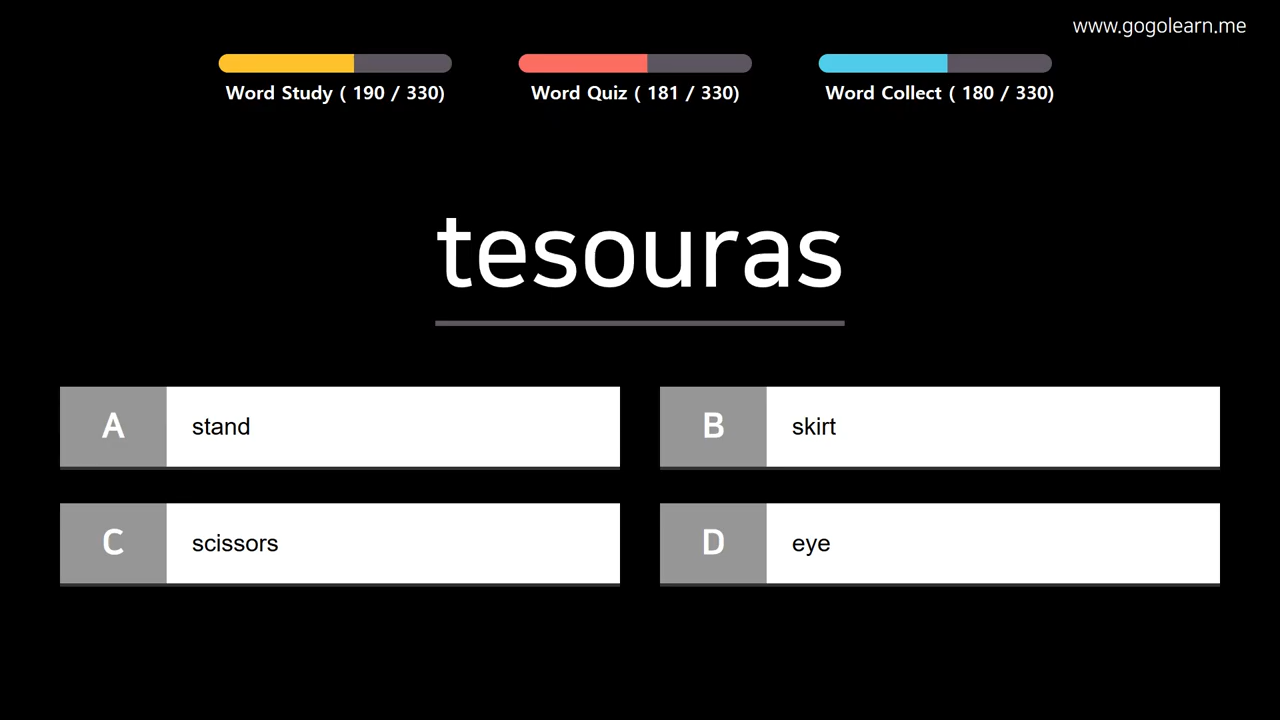 www.gogolearn.me
Word Study ( 190 / 330)
Word Quiz ( 181 / 330)
Word Collect ( 180 / 330)
tesouras
A stand
B skirt
C scissors
D eye